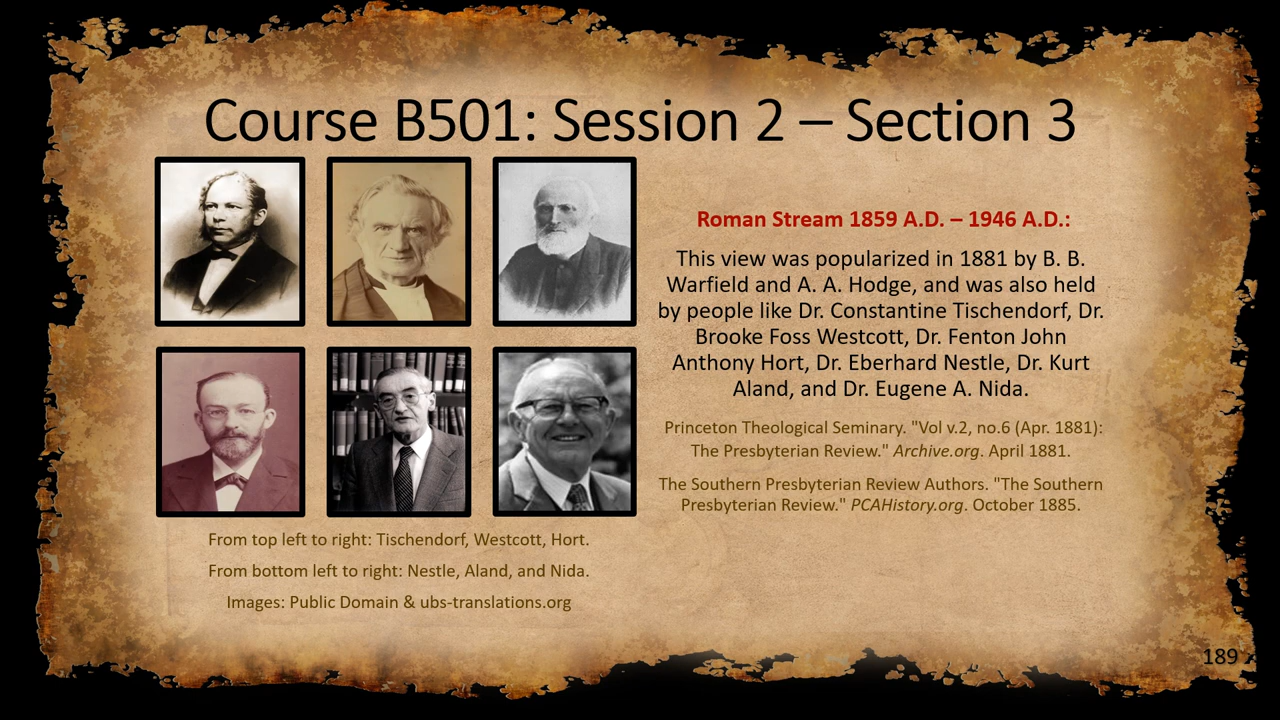 Course B501: Session 2 – Section 3
Roman Stream 1859 A.D. – 1946 A.D.:
This view was popularized in 1881 by B. B.
Warfield and A. A. Hodge, and was also held
by people like Dr. Constantine Tischendorf, Dr.
Brooke Foss Westcott, Dr. Fenton John
Anthony Hort, Dr. Eberhard Nestle, Dr. Kurt
Aland, and Dr. Eugene A. Nida.
Princeton Theological Seminary. "Vol v.2, no.6 (Apr. 1881):
The Presbyterian Review." Archive.org. April 1881.
The Southern Presbyterian Review Authors. "The Southern
Presbyterian Review." PCAHistory.org. October 1885.
From top left to right: Tischendorf, Westcott, Hort.
From bottom left to right: Nestle, Aland, and Nida.
Images: Public Domain & ubs-translations.org
189